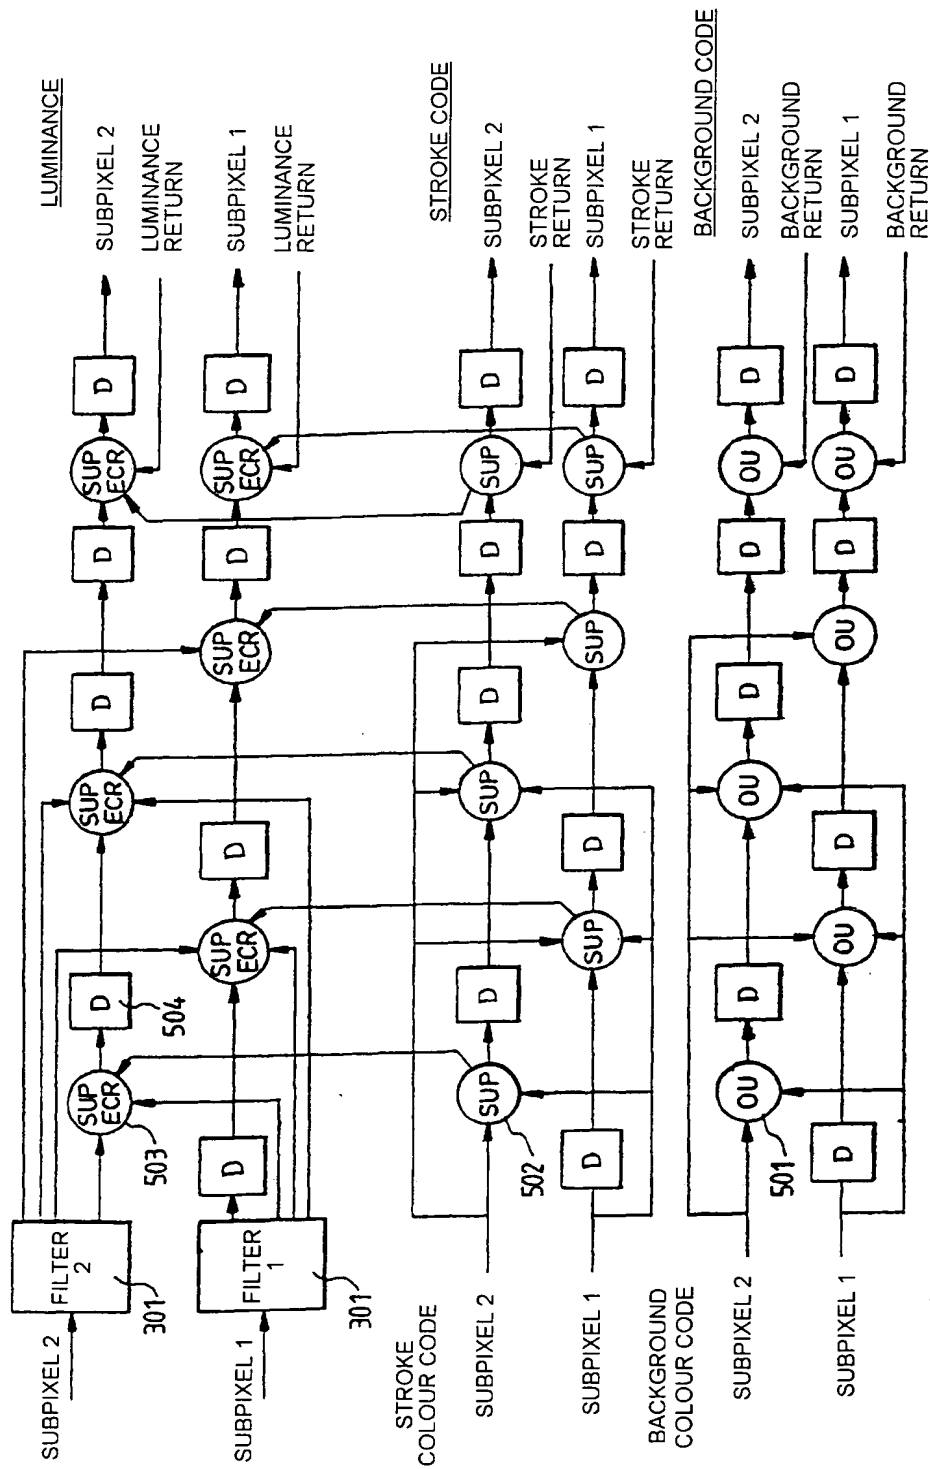 LUMINANCE
SUBPIXEL 2
FILTER
2
301
SUP
ECR
503
D
504
SUP
ECR
D
D
SUP
ECR
D
SUBPIXEL 2
LUMINANCE
RETURN
SUBPIXEL 1
FILTER
1
301
D
SUP
ECR
D
SUP
ECR
D
SUP
ECR
D
SUBPIXEL 1
LUMINANCE
RETURN
STROKE
COLOUR CODE
STROKE CODE
SUBPIXEL 2
SUP
502
D
SUP
D
D
SUP
D
SUBPIXEL 2
STROKE
RETURN
SUBPIXEL 1
D
SUP
D
SUP
D
SUP
D
SUBPIXEL 1
STROKE
RETURN
BACKGROUND
COLOUR CODE
BACKGROUND CODE
SUBPIXEL 2
OU
501
D
OU
D
D
OU
D
SUBPIXEL 2
BACKGROUND
RETURN
SUBPIXEL 1
D
OU
D
OU
D
OU
D
SUBPIXEL 1
BACKGROUND
RETURN